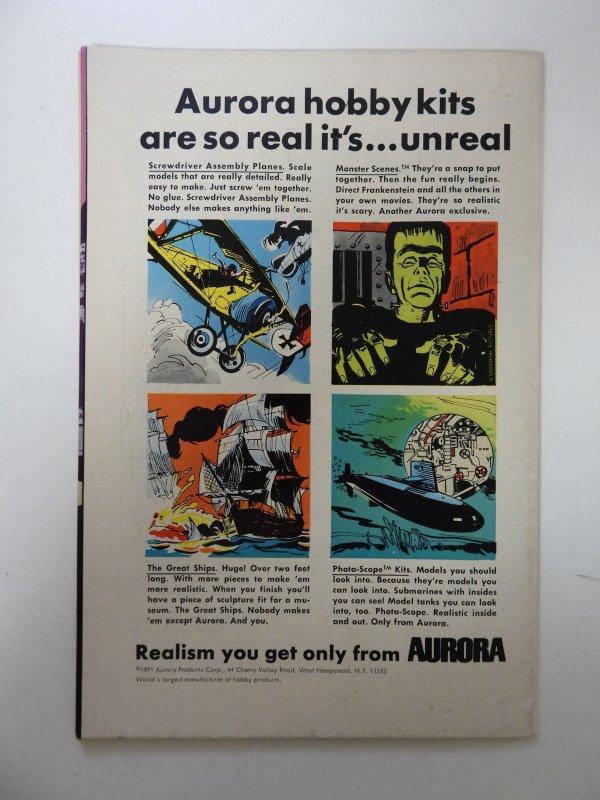 Aurora hobby kits
are so real it's...unreal
Screwdriver Assembly Planes. Scale
models that are really detailed. Really
easy to make. Just screw 'em together.
No glue. Screwdriver Assembly Planes.
Nobody else makes anything like 'em.
Monster Scenes.™ They're a snap to put
together. Then the fun really begins.
Direct Frankenstein and all the others in
your own movies. They're so realistic
it's scary. Another Aurora exclusive.
© UNIVERSAL PICTURES
The Great Ships. Huge! Over two feet
long. With more pieces to make 'em
more realistic. When you finish you'll
have a piece of sculpture fit for a mu-
seum. The Great Ships. Nobody makes
'em except Aurora. And you.
Phota-Scope™ Kits. Models you should
look into. Because they're models you
can look into. Submarines with insides
you can see! Model tanks you can look
into, too. Phota-Scope. Realistic inside
and out. Only from Aurora.
Realism you get only from AURORA
©1971 Aurora Products Corp., 44 Cherry Valley Road, West Hempstead, N.Y. 11552
World's largest manufacturer of hobby products.